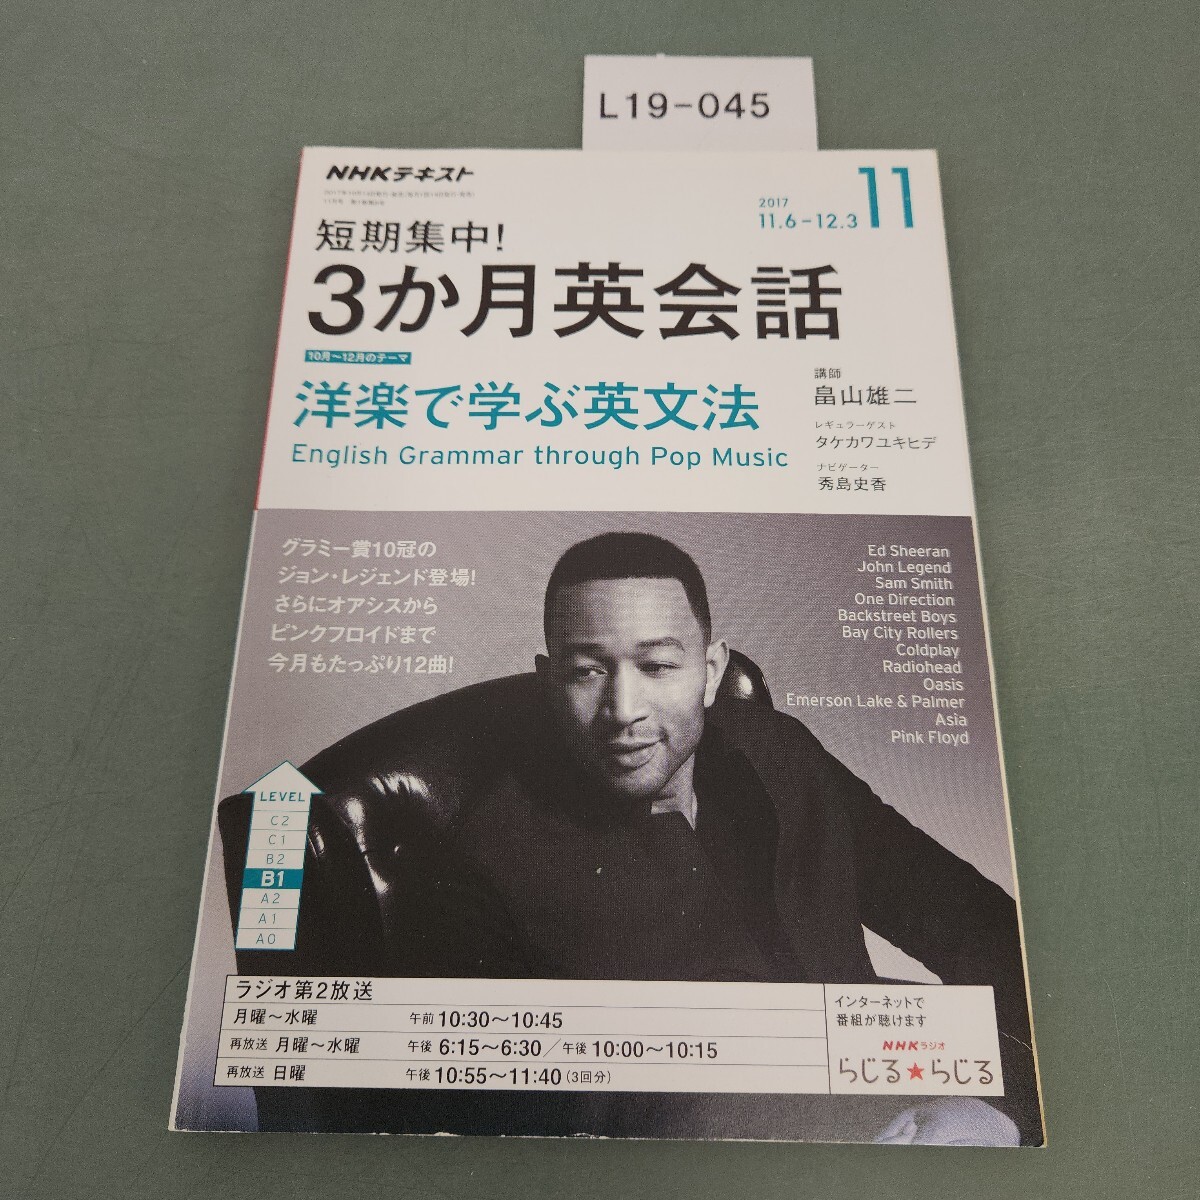 L19-045
NHKテキスト
2017
11.6-12.3
11
短期集中!
3か月英会話
10月〜12月のテーマ
洋楽で学ぶ英文法
English Grammar through Pop Music
講師
畠山雄二
レギュラーゲスト
タケカワユキヒデ
ナビゲーター
秀島史香
グラミー賞10冠の
ジョン・レジェンド登場!
さらにオアシスから
ピンクフロイドまで
今月もたっぷり12曲!
Ed Sheeran
John Legend
Sam Smith
One Direction
Backstreet Boys
Bay City Rollers
Coldplay
Radiohead
Oasis
Emerson Lake & Palmer
Asia
Pink Floyd
LEVEL
C2
C1
B2
B1
A2
A1
A0
ラジオ第2放送
月曜〜水曜 午前10:30〜10:45
再放送 月曜〜水曜 午後 6:15〜6:30/午後10:00〜10:15
再放送 日曜 午後10:55〜11:40(3回分)
インターネットで
番組が聴けます
NHKラジオ
らじる★らじる